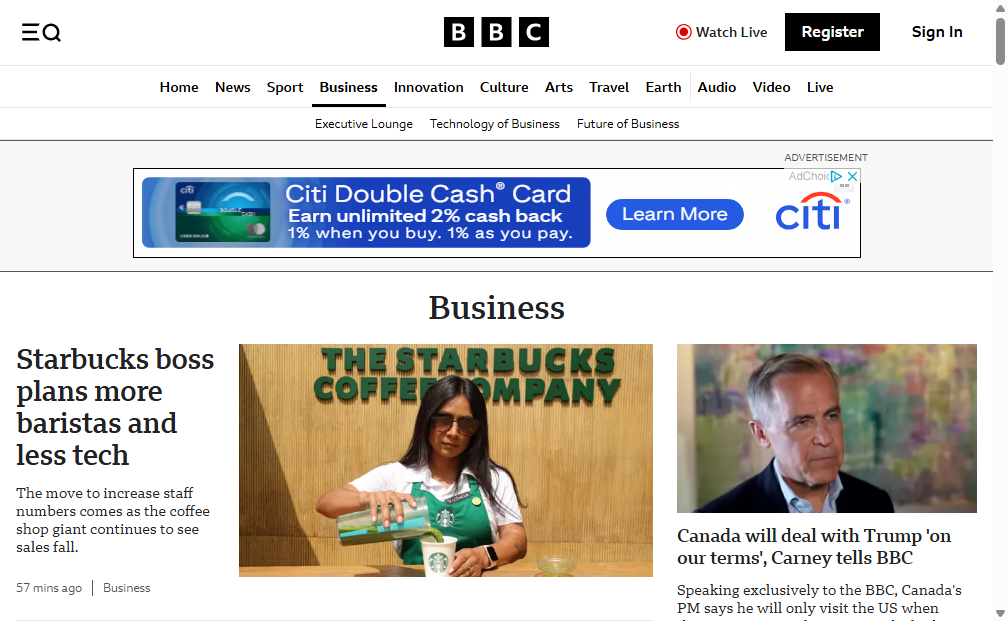 BBC
Watch Live
Register
Sign In
Home
News
Sport
Business
Innovation
Culture
Arts
Travel
Earth
Audio
Video
Live
Executive Lounge
Technology of Business
Future of Business
ADVERTISEMENT
citi
Citi Double Cash® Card
Earn unlimited 2% cash back
1% when you buy. 1% as you pay.
Learn More
citi®
Business
Starbucks boss
plans more
baristas and
less tech
The move to increase staff
numbers comes as the coffee
shop giant continues to see
sales fall.
57 mins ago
Business
THE STARBUCKS
COFFEE COMPANY
Canada will deal with Trump 'on
our terms', Carney tells BBC
Speaking exclusively to the BBC, Canada's
PM says he will only visit the US when